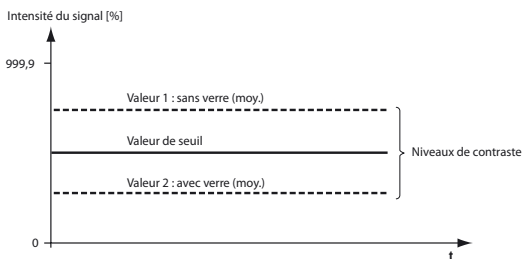 Intensité du signal [%]
999,9
Valeur 1 : sans verre (moy.)
Valeur de seuil
Niveaux de contraste
Valeur 2 : avec verre (moy.)
0
t